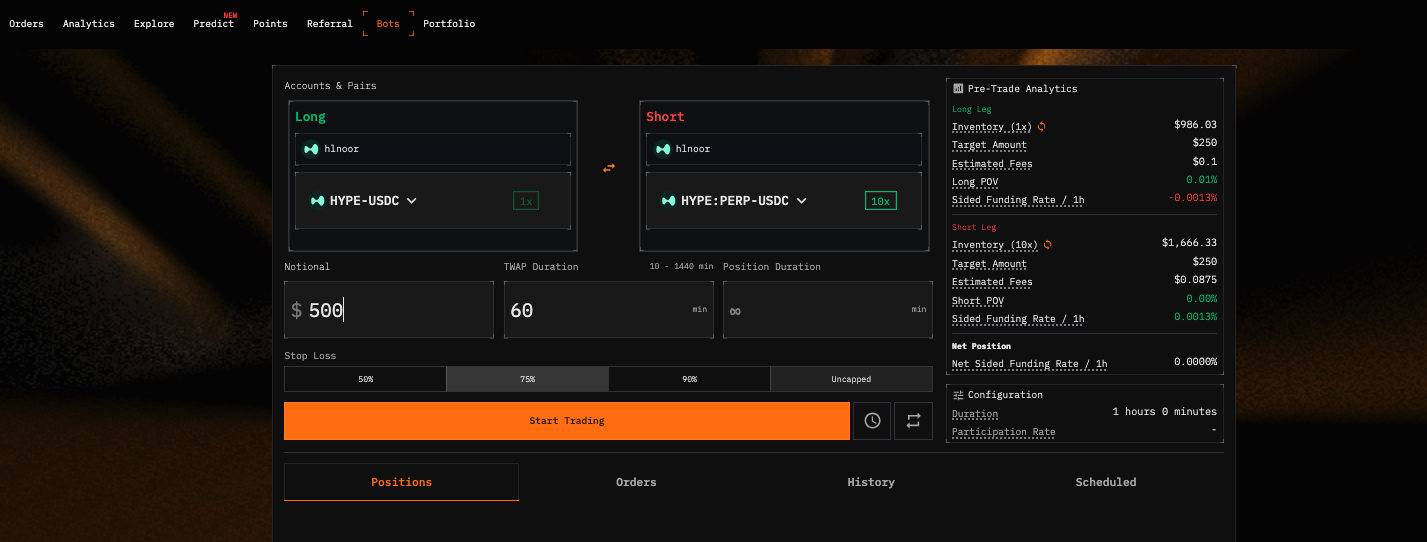 NEW
Orders Analytics Explore Predict Points Referral Bots Portfolio
Accounts & Pairs
Long
hlnoor
HYPE-USDC 1x
Short
hlnoor
HYPE:PERP-USDC 10x
Notional
$ 500
TWAP Duration 10 - 1440 min
60 min
Position Duration
∞ min
Stop Loss
50% 75% 90% Uncapped
Start Trading
Pre-Trade Analytics
Long Leg
Inventory (1x) $986.03
Target Amount $250
Estimated Fees $0.1
Long POV 0.01%
Sided Funding Rate / 1h -0.0013%
Short Leg
Inventory (10x) $1,666.33
Target Amount $250
Estimated Fees $0.0875
Short POV 0.00%
Sided Funding Rate / 1h 0.0013%
Net Position
Net Sided Funding Rate / 1h 0.0000%
Configuration
Duration 1 hours 0 minutes
Participation Rate -
Positions Orders History Scheduled